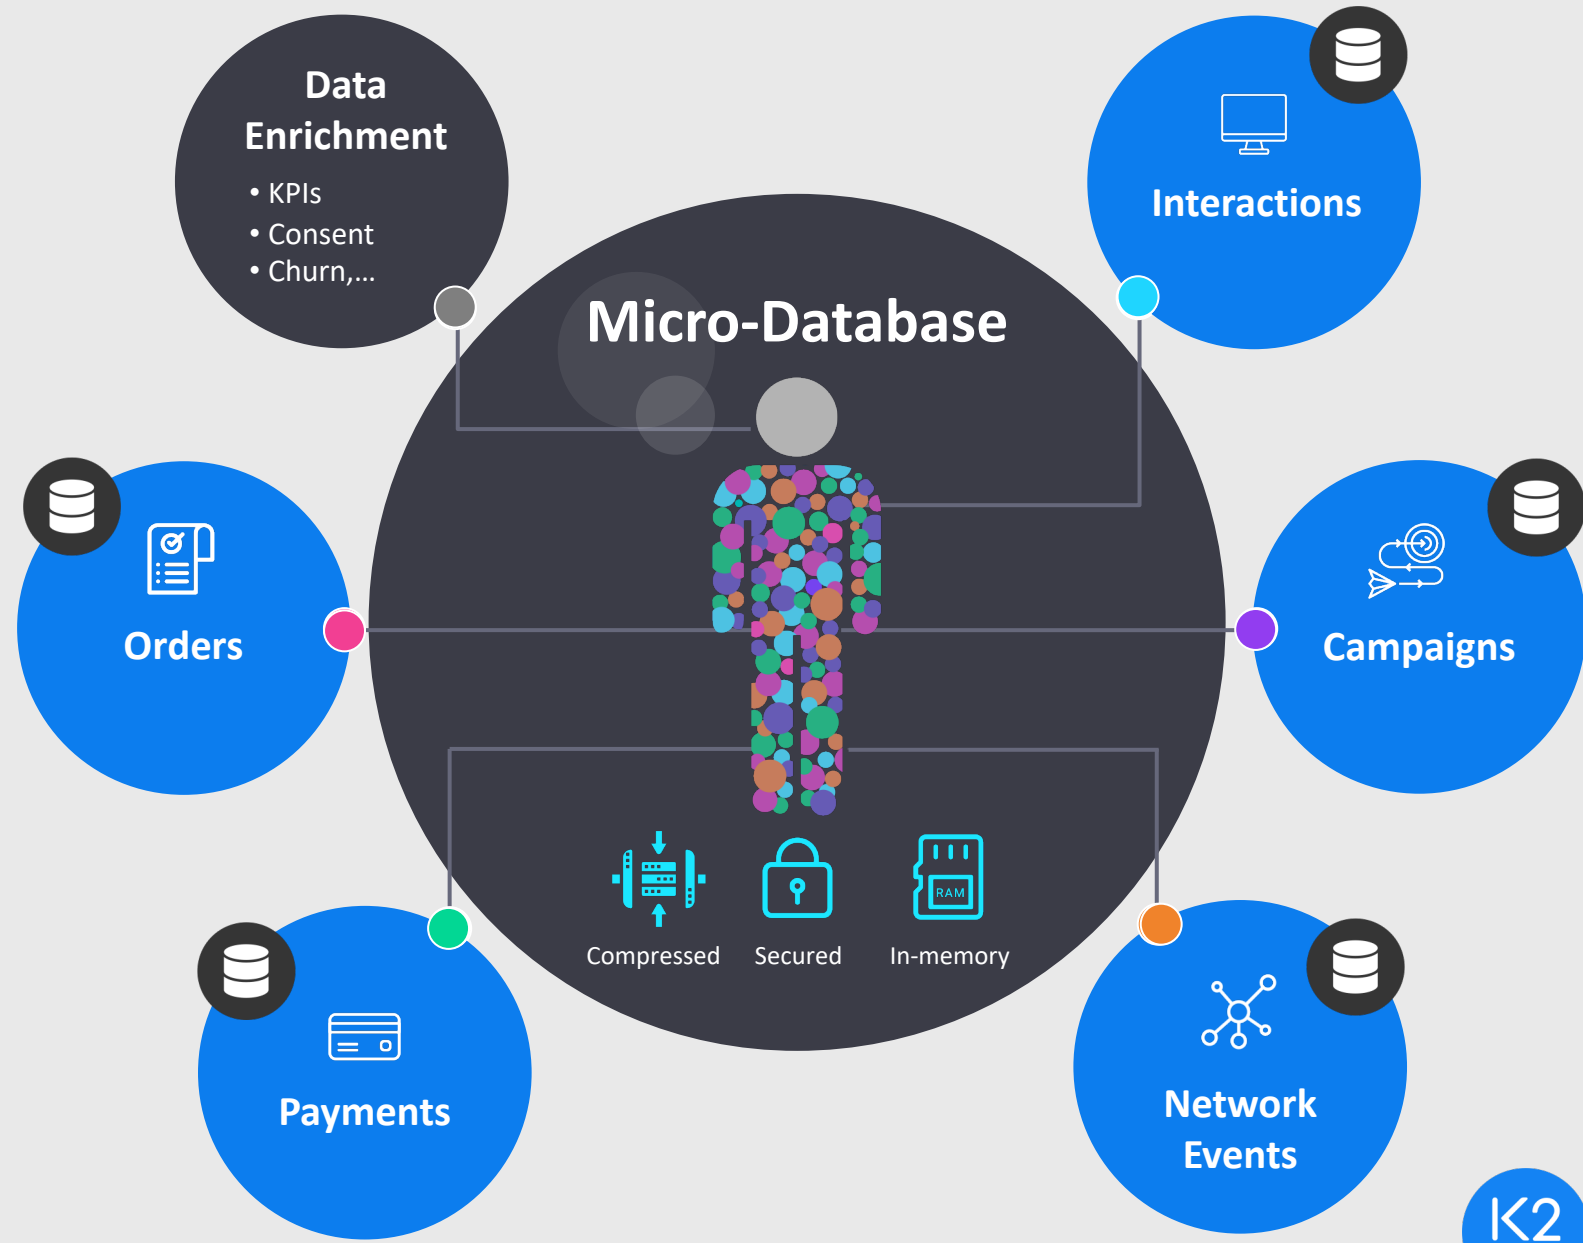 Data
Enrichment
• KPIs
• Consent
• Churn,...
Interactions
Micro-Database
Orders
Campaigns
RAM
Compressed
Secured
In-memory
Payments
Network
Events
K2